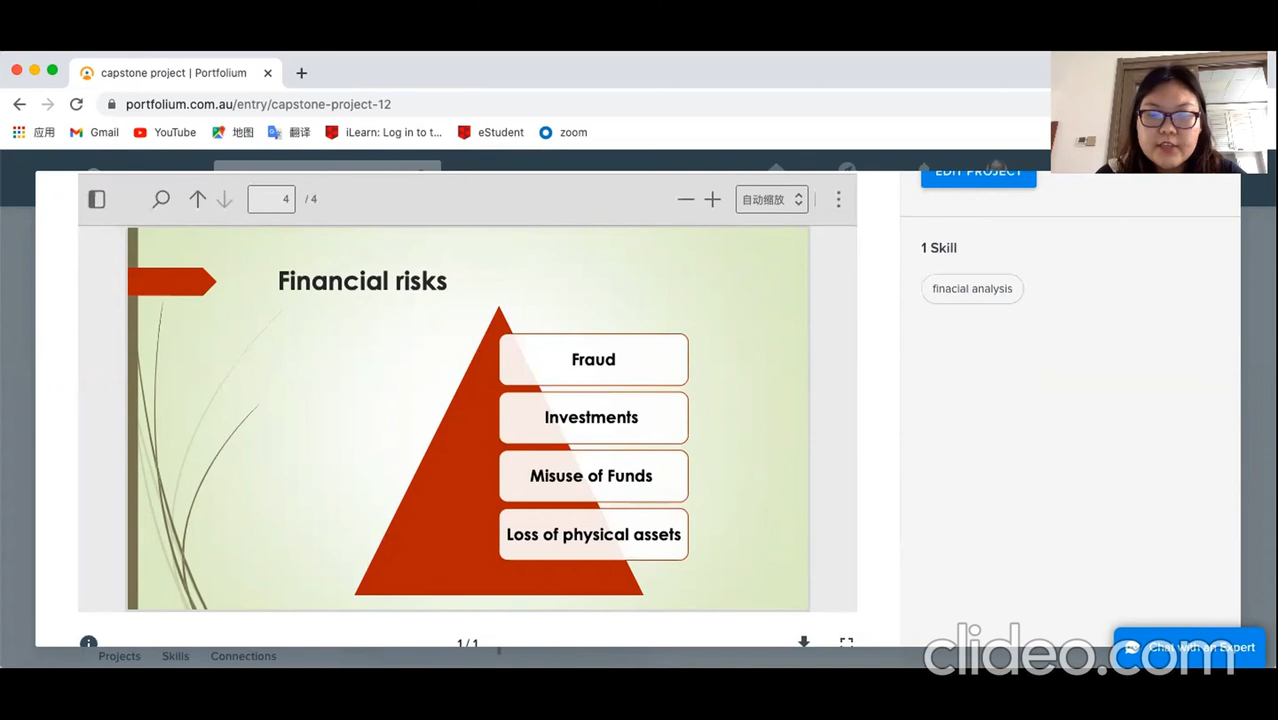 capstone project | Portfolium
portfolium.com.au/entry/capstone-project-12
应用
Gmail
YouTube
地图
翻译
iLearn: Log in to t...
eStudent
zoom
4 / 4
自动缩放
EDIT PROJECT
Financial risks
Fraud
Investments
Misuse of Funds
Loss of physical assets
1 Skill
finacial analysis
1/1
Projects
Skills
Connections
Chat with an Expert
clideo.com